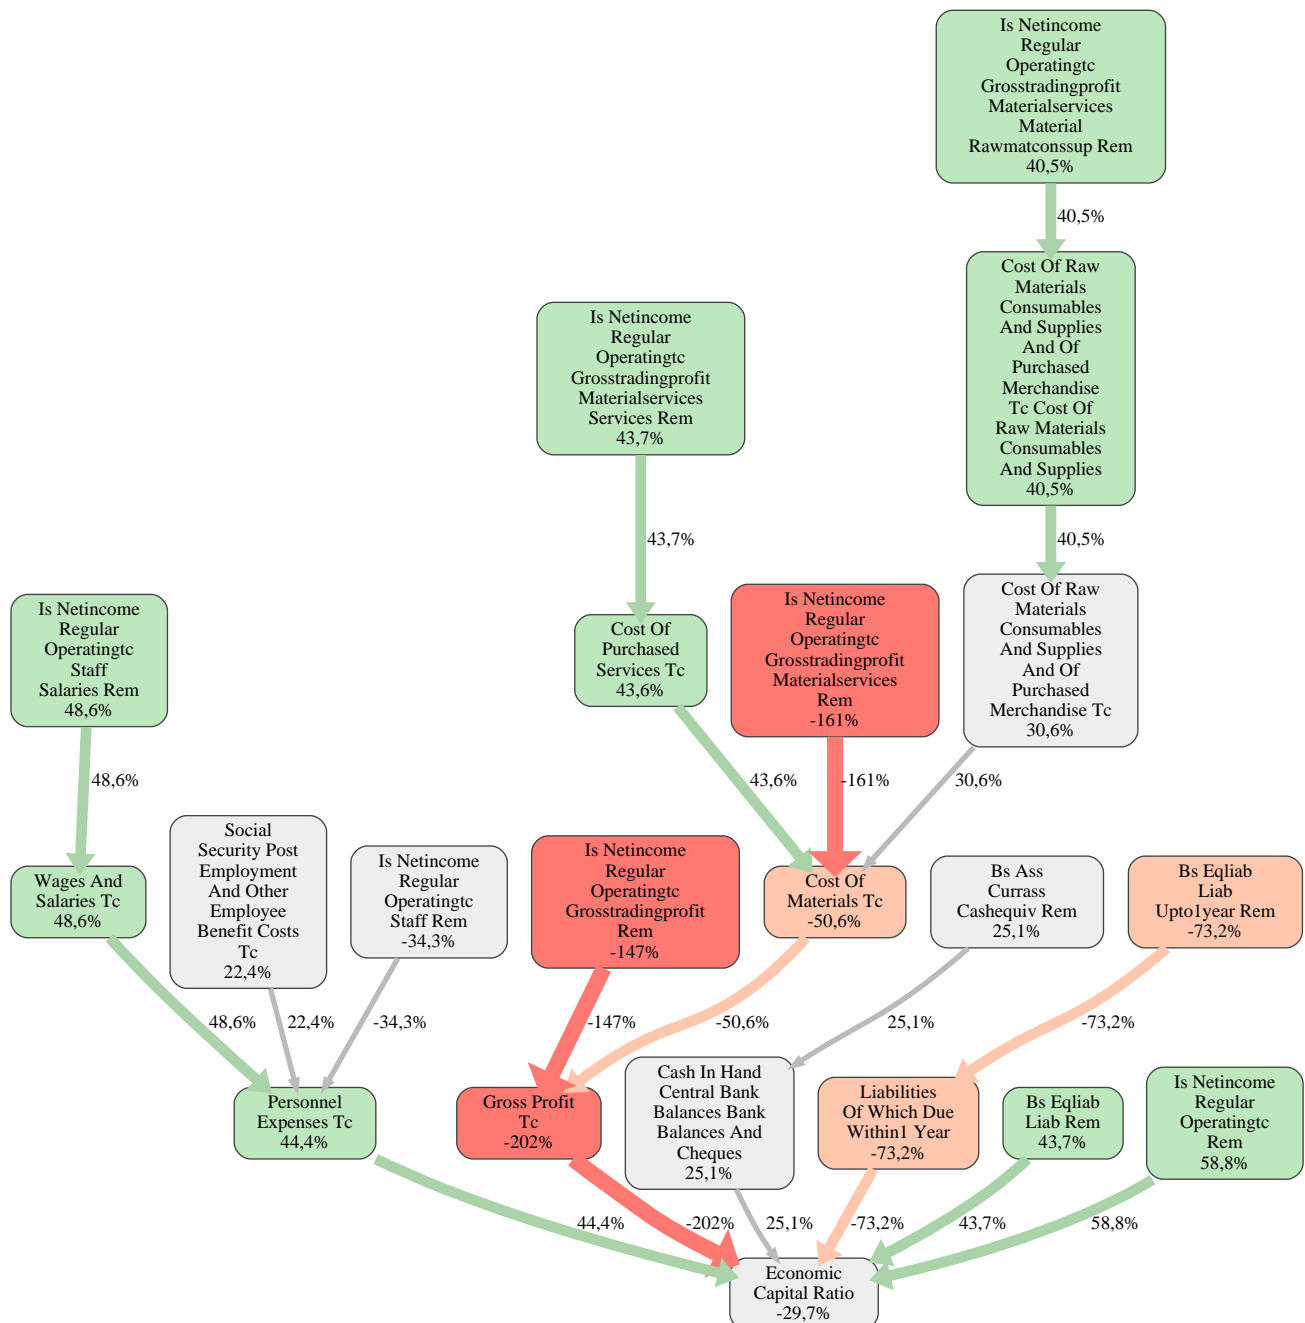 Is Netincome
Regular
Operatingtc
Grosstradingprofit
Materialservices
Material
Rawmatconssup Rem
40,5%
40,5%
Cost Of Raw
Materials
Consumables
And Supplies
And Of
Purchased
Merchandise
Tc Cost Of
Raw Materials
Consumables
And Supplies
40,5%
Is Netincome
Regular
Operatingtc
Grosstradingprofit
Materialservices
Services Rem
43,7%
43,7%
40,5%
Is Netincome
Regular
Operatingtc
Staff
Salaries Rem
48,6%
Cost Of
Purchased
Services Tc
43,6%
Is Netincome
Regular
Operatingtc
Grosstradingprofit
Materialservices
Rem
-161%
Cost Of Raw
Materials
Consumables
And Supplies
And Of
Purchased
Merchandise Tc
30,6%
48,6%
43,6%
-161%
30,6%
Wages And
Salaries Tc
48,6%
Social
Security Post
Employment
And Other
Employee
Benefit Costs
Tc
22,4%
Is Netincome
Regular
Operatingtc
Staff Rem
-34,3%
Is Netincome
Regular
Operatingtc
Grosstradingprofit
Rem
-147%
Cost Of
Materials Tc
-50,6%
Bs Ass
Currass
Cashequiv Rem
25,1%
Bs Eqliab
Liab
Upto1year Rem
-73,2%
48,6%
22,4%
-34,3%
-147%
-50,6%
25,1%
-73,2%
Personnel
Expenses Tc
44,4%
Gross Profit
Tc
-202%
Cash In Hand
Central Bank
Balances Bank
Balances And
Cheques
25,1%
Liabilities
Of Which Due
Within1 Year
-73,2%
Bs Eqliab
Liab Rem
43,7%
Is Netincome
Regular
Operatingtc
Rem
58,8%
44,4%
-202%
25,1%
-73,2%
43,7%
58,8%
Economic
Capital Ratio
-29,7%